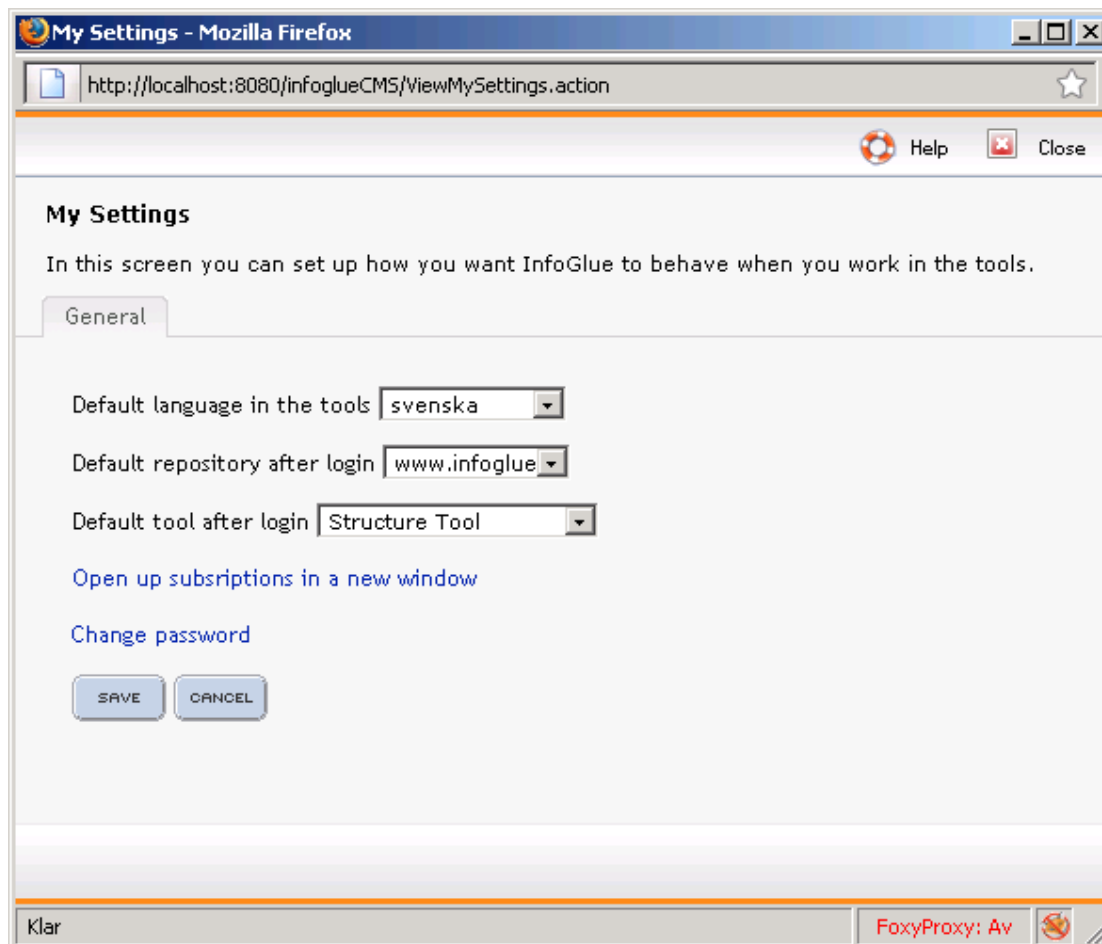 My Settings - Mozilla Firefox
http://localhost:8080/infoglueCMS/ViewMySettings.action
Help Close
My Settings
In this screen you can set up how you want InfoGlue to behave when you work in the tools.
General
Default language in the tools svenska
Default repository after login www.infoglue
Default tool after login Structure Tool
Open up subsriptions in a new window
Change password
SAVE CANCEL
Klar FoxyProxy: Av